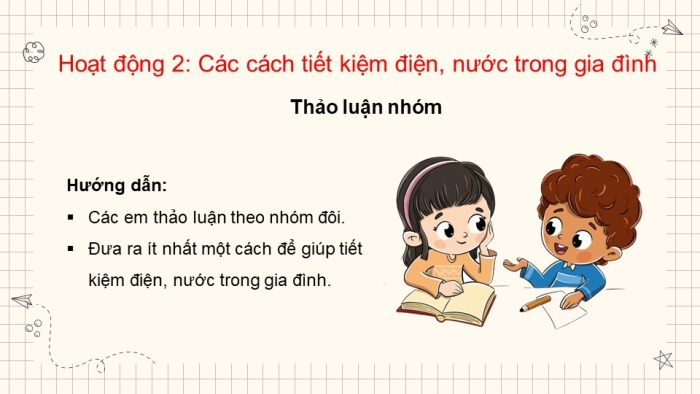 Hoạt động 2: Các cách tiết kiệm điện, nước trong gia đình
Thảo luận nhóm
Hướng dẫn:
▪ Các em thảo luận theo nhóm đôi.
▪ Đưa ra ít nhất một cách để giúp tiết
kiệm điện, nước trong gia đình.